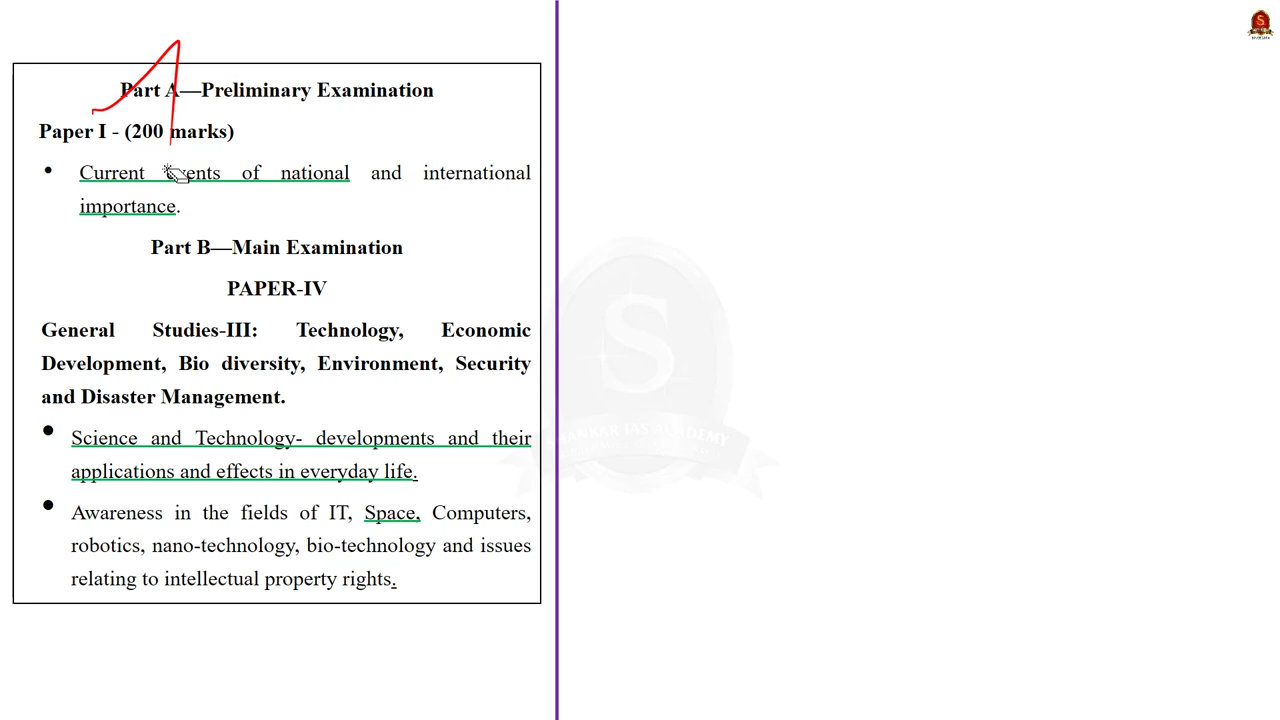 Part A—Preliminary Examination
Paper I - (200 marks)
• Current events of national and international
importance.
Part B—Main Examination
PAPER-IV
General Studies-III: Technology, Economic
Development, Bio diversity, Environment, Security
and Disaster Management.
• Science and Technology- developments and their
applications and effects in everyday life.
• Awareness in the fields of IT, Space, Computers,
robotics, nano-technology, bio-technology and issues
relating to intellectual property rights.
S
SHANKAR IAS ACADEMY
S